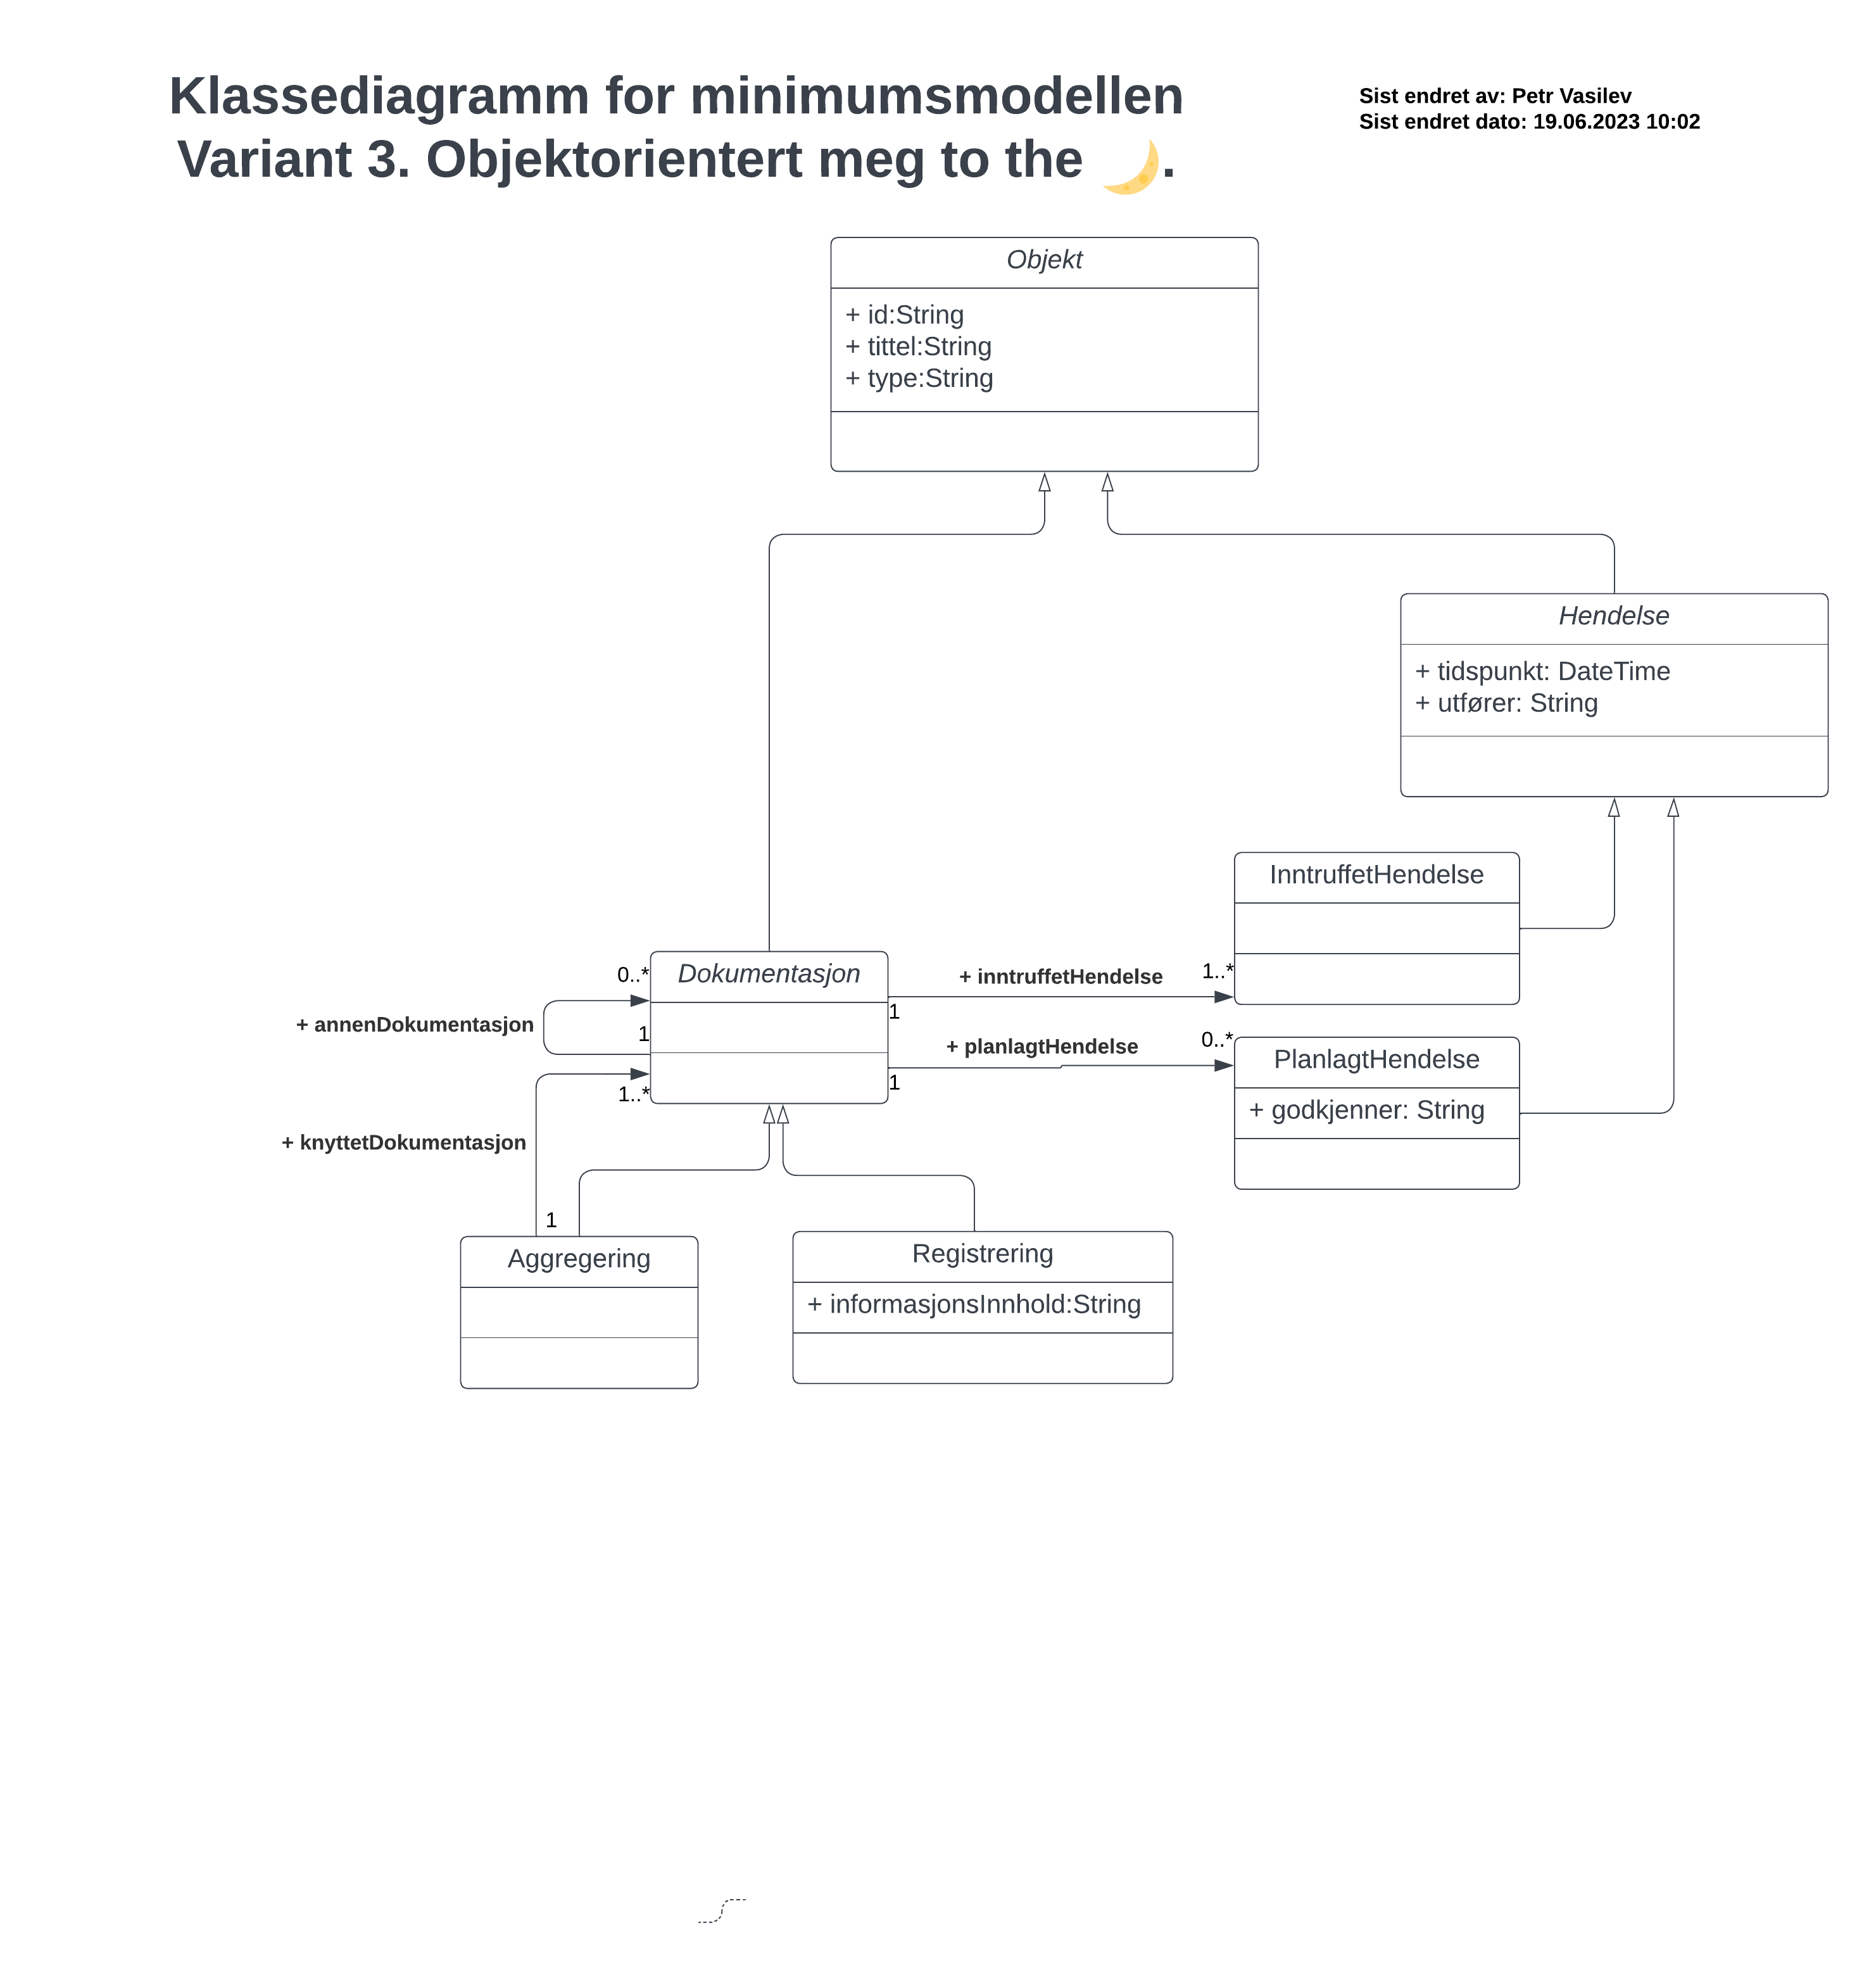 Klassediagramm for minimumsmodellen
Variant 3. Objektorientert meg to the 🌙.
Sist endret av: Petr Vasilev
Sist endret dato: 19.06.2023 10:02
Objekt
+ id:String
+ tittel:String
+ type:String
Hendelse
+ tidspunkt: DateTime
+ utfører: String
InntruffetHendelse
Dokumentasjon
0..*
+ annenDokumentasjon
1
+ inntruffetHendelse
1..*
1
+ planlagtHendelse
0..*
1
PlanlagtHendelse
+ godkjenner: String
1..*
+ knyttetDokumentasjon
1
Aggregering
Registrering
+ informasjonsInnhold:String